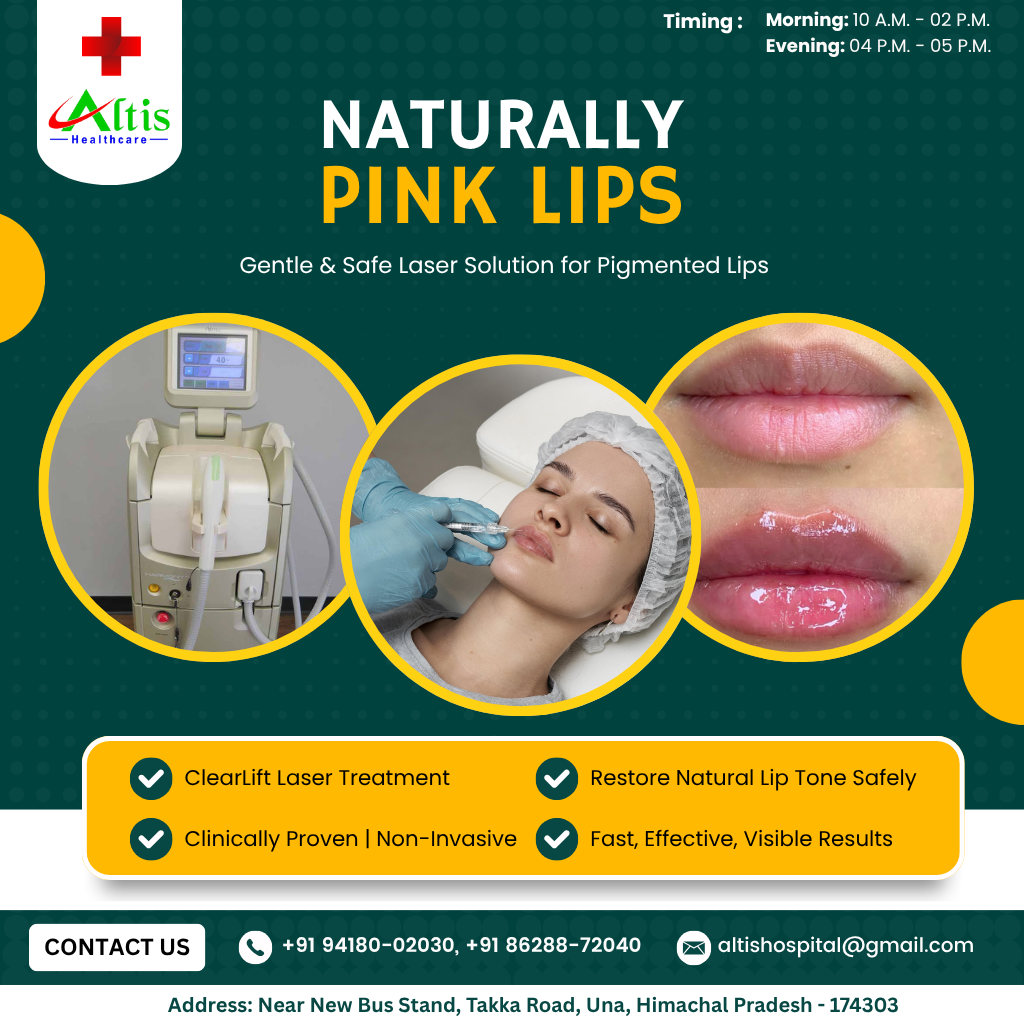 Altis
Healthcare
Timing :
Morning: 10 A.M. - 02 P.M.
Evening: 04 P.M. - 05 P.M.
NATURALLY
PINK LIPS
Gentle & Safe Laser Solution for Pigmented Lips
ClearLift Laser Treatment
Restore Natural Lip Tone Safely
Clinically Proven | Non-Invasive
Fast, Effective, Visible Results
CONTACT US
+91 94180-02030, +91 86288-72040
altishospital@gmail.com
Address: Near New Bus Stand, Takka Road, Una, Himachal Pradesh - 174303